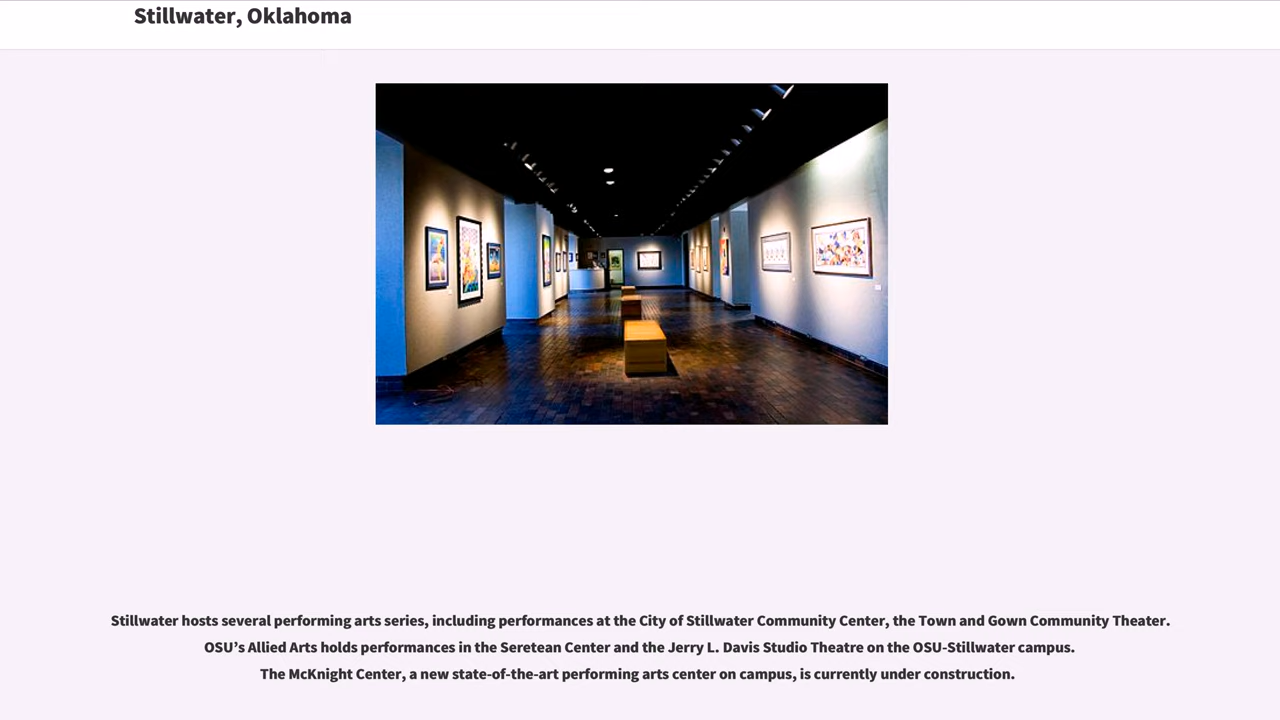 Stillwater, Oklahoma
Stillwater hosts several performing arts series, including performances at the City of Stillwater Community Center, the Town and Gown Community Theater.
OSU’s Allied Arts holds performances in the Seretean Center and the Jerry L. Davis Studio Theatre on the OSU-Stillwater campus.
The McKnight Center, a new state-of-the-art performing arts center on campus, is currently under construction.